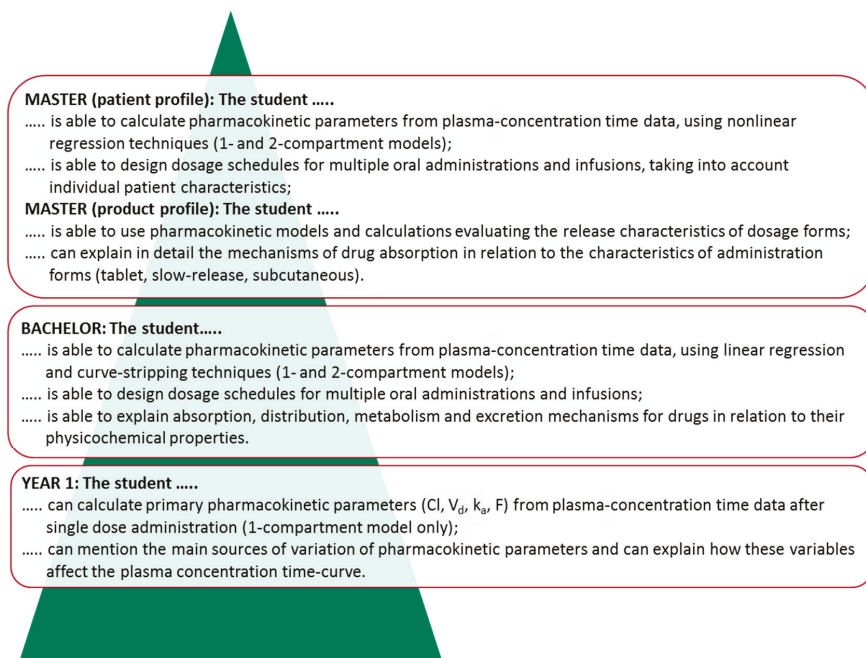 MASTER (patient profile): The student …..
….. is able to calculate pharmacokinetic parameters from plasma-concentration time data, using nonlinear
regression techniques (1- and 2-compartment models);
….. is able to design dosage schedules for multiple oral administrations and infusions, taking into account
individual patient characteristics;
MASTER (product profile): The student …..
….. is able to use pharmacokinetic models and calculations evaluating the release characteristics of dosage forms;
….. can explain in detail the mechanisms of drug absorption in relation to the characteristics of administration
forms (tablet, slow-release, subcutaneous).
BACHELOR: The student…..
….. is able to calculate pharmacokinetic parameters from plasma-concentration time data, using linear regression
and curve-stripping techniques (1- and 2-compartment models);
….. is able to design dosage schedules for multiple oral administrations and infusions;
….. is able to explain absorption, distribution, metabolism and excretion mechanisms for drugs in relation to their
physicochemical properties.
YEAR 1: The student …..
….. can calculate primary pharmacokinetic parameters (Cl, Vd, ka, F) from plasma-concentration time data after
single dose administration (1-compartment model only);
….. can mention the main sources of variation of pharmacokinetic parameters and can explain how these variables
affect the plasma concentration time-curve.